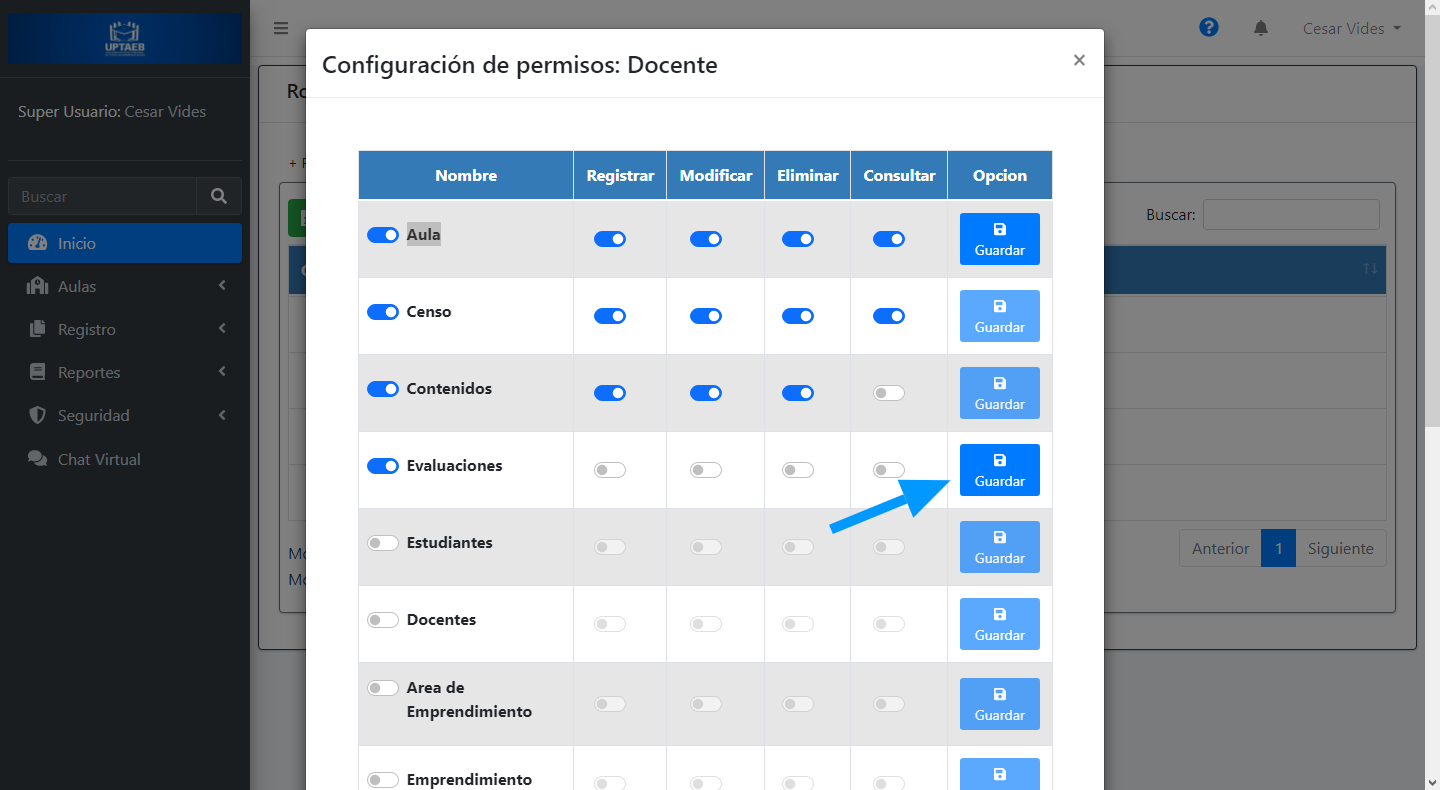 UPTAEB
Cesar Vides
Configuración de permisos: Docente
×
Super Usuario: Cesar Vides
Buscar
Inicio
Aulas
Registro
Reportes
Seguridad
Chat Virtual
Ro
+
Buscar:
Nombre Registrar Modificar Eliminar Consultar Opcion
Aula Guardar
Censo Guardar
Contenidos Guardar
Evaluaciones Guardar
Estudiantes Guardar
Docentes Guardar
Area de
Emprendimiento Guardar
Emprendimiento
Mo
Mo
Anterior 1 Siguiente